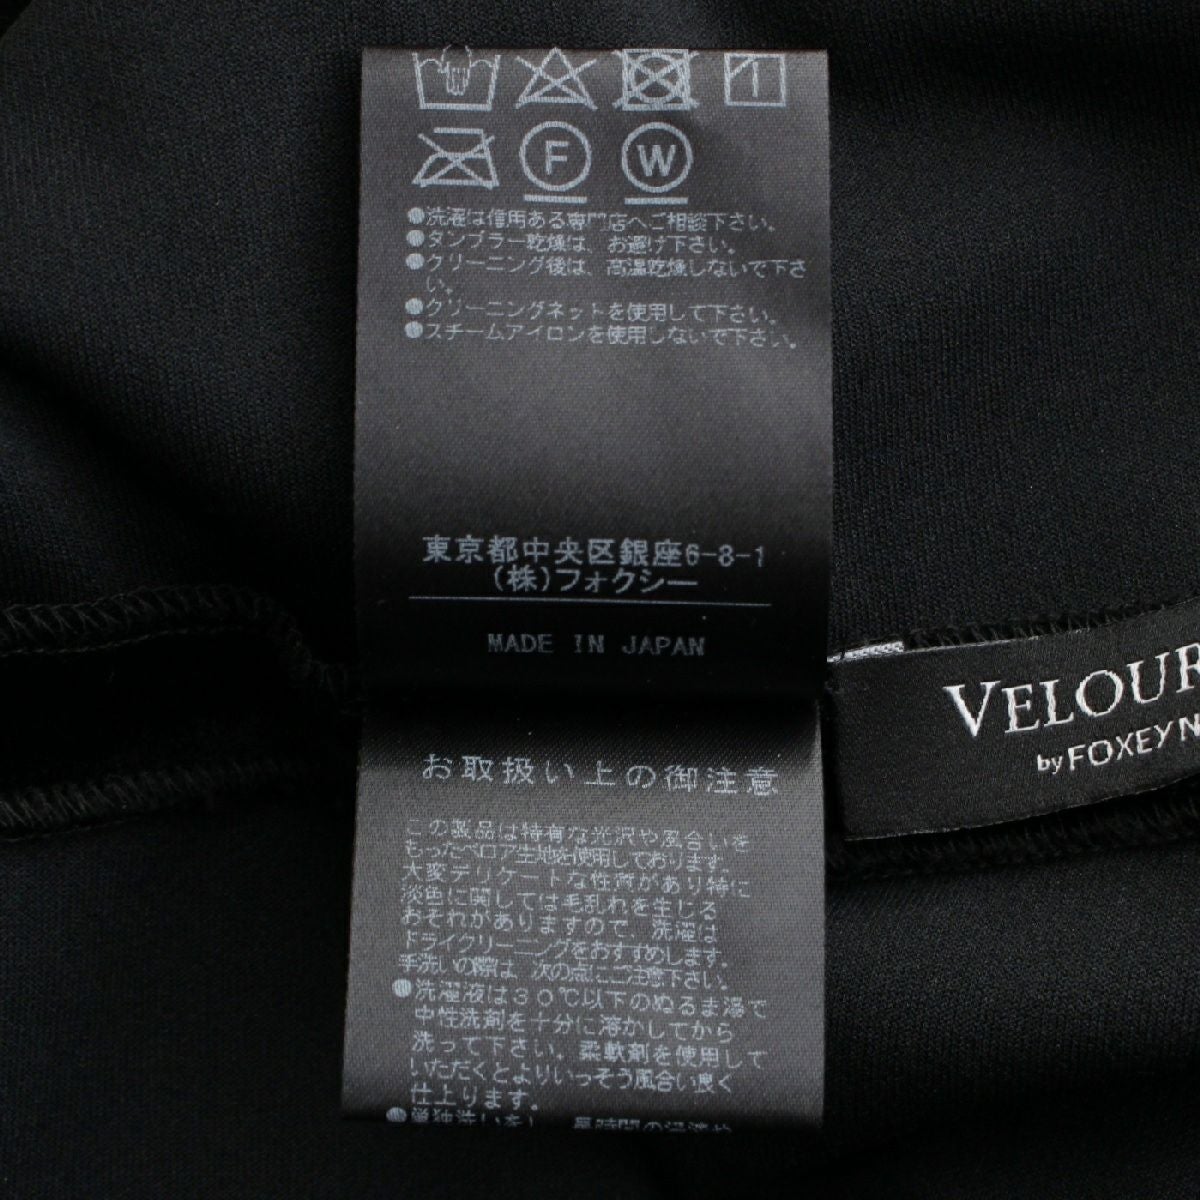 F W
●洗濯は信用ある専門店へご相談下さい。
●タンブラー乾燥は、お避け下さい。
●クリーニング後は、高温乾燥しないで下さ
い。
●クリーニングネットを使用して下さい。
●スチームアイロンを使用しないで下さい。
東京都中央区銀座6-8-1
(株)フォクシー
MADE IN JAPAN
VELOUR
by FOXEY N
お取扱い上の御注意
この製品は特有な光沢や風合いを
もったベロア生地を使用しております。
大変デリケートな性質があり特に
淡色に関しては毛乱れを生じる
おそれがありますので、洗濯は
ドライクリーニングをおすすめします。
手洗いの際は 次の点にご注意下さい。
●洗濯液は30℃以下のぬるま湯で
中性洗剤を十分に溶かしてから
洗って下さい。柔軟剤を使用して
いただくとよりいっそう風合い良く
仕上ります。
●単独洗いをし 長時間の浸漬や